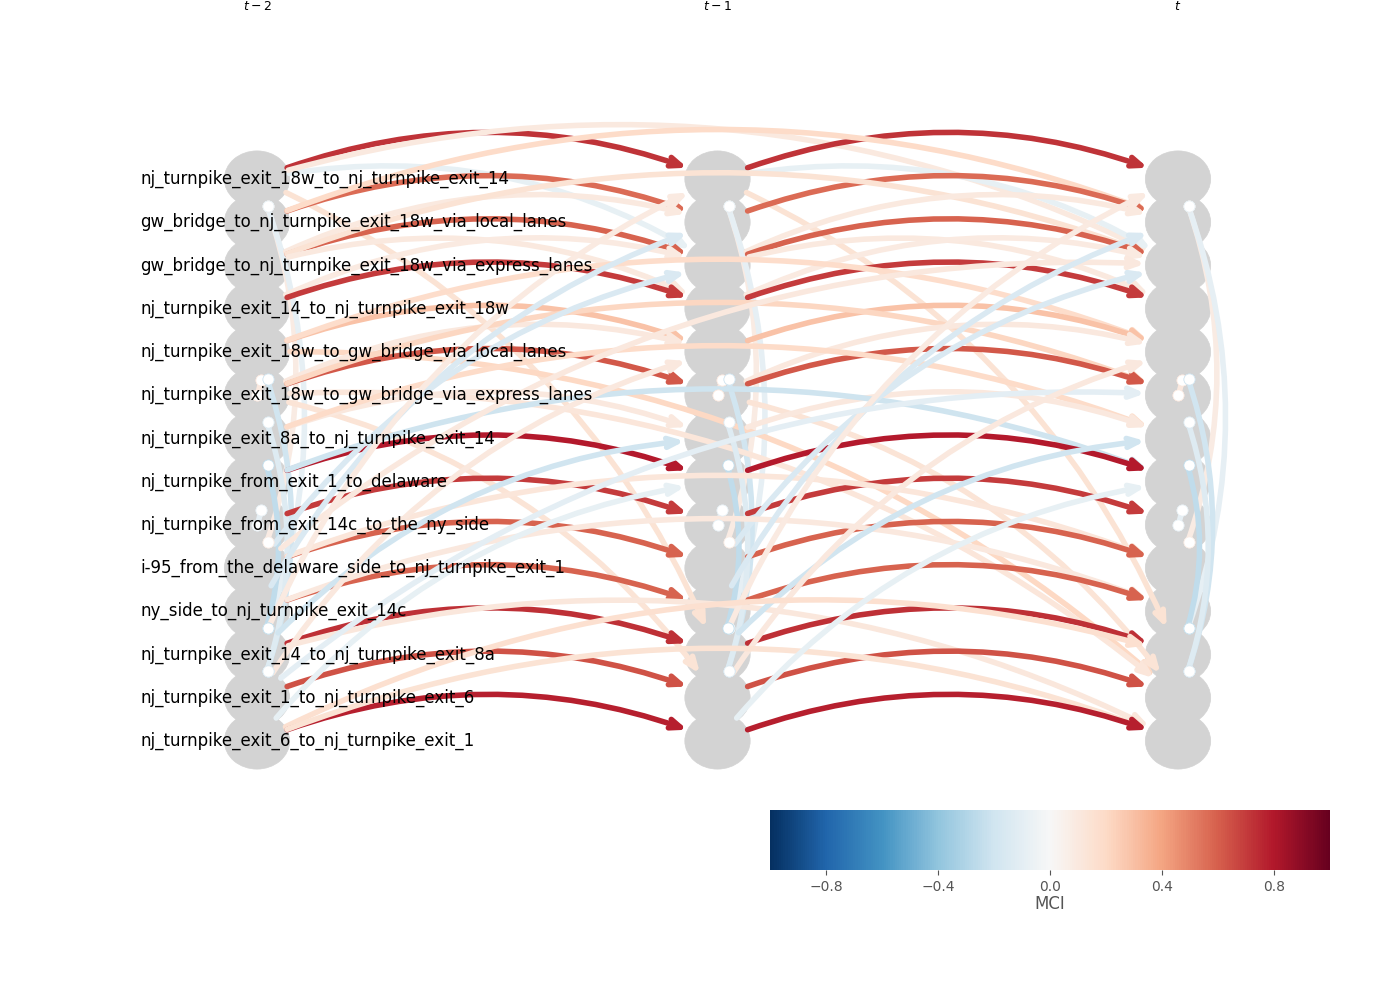 t − 2 t − 1 t
nj_turnpike_exit_18w_to_nj_turnpike_exit_14
gw_bridge_to_nj_turnpike_exit_18w_via_local_lanes
gw_bridge_to_nj_turnpike_exit_18w_via_express_lanes
nj_turnpike_exit_14_to_nj_turnpike_exit_18w
nj_turnpike_exit_18w_to_gw_bridge_via_local_lanes
nj_turnpike_exit_18w_to_gw_bridge_via_express_lanes
nj_turnpike_exit_8a_to_nj_turnpike_exit_14
nj_turnpike_from_exit_1_to_delaware
nj_turnpike_from_exit_14c_to_the_ny_side
i-95_from_the_delaware_side_to_nj_turnpike_exit_1
ny_side_to_nj_turnpike_exit_14c
nj_turnpike_exit_14_to_nj_turnpike_exit_8a
nj_turnpike_exit_1_to_nj_turnpike_exit_6
nj_turnpike_exit_6_to_nj_turnpike_exit_1
−0.8 −0.4 0.0 0.4 0.8
MCI